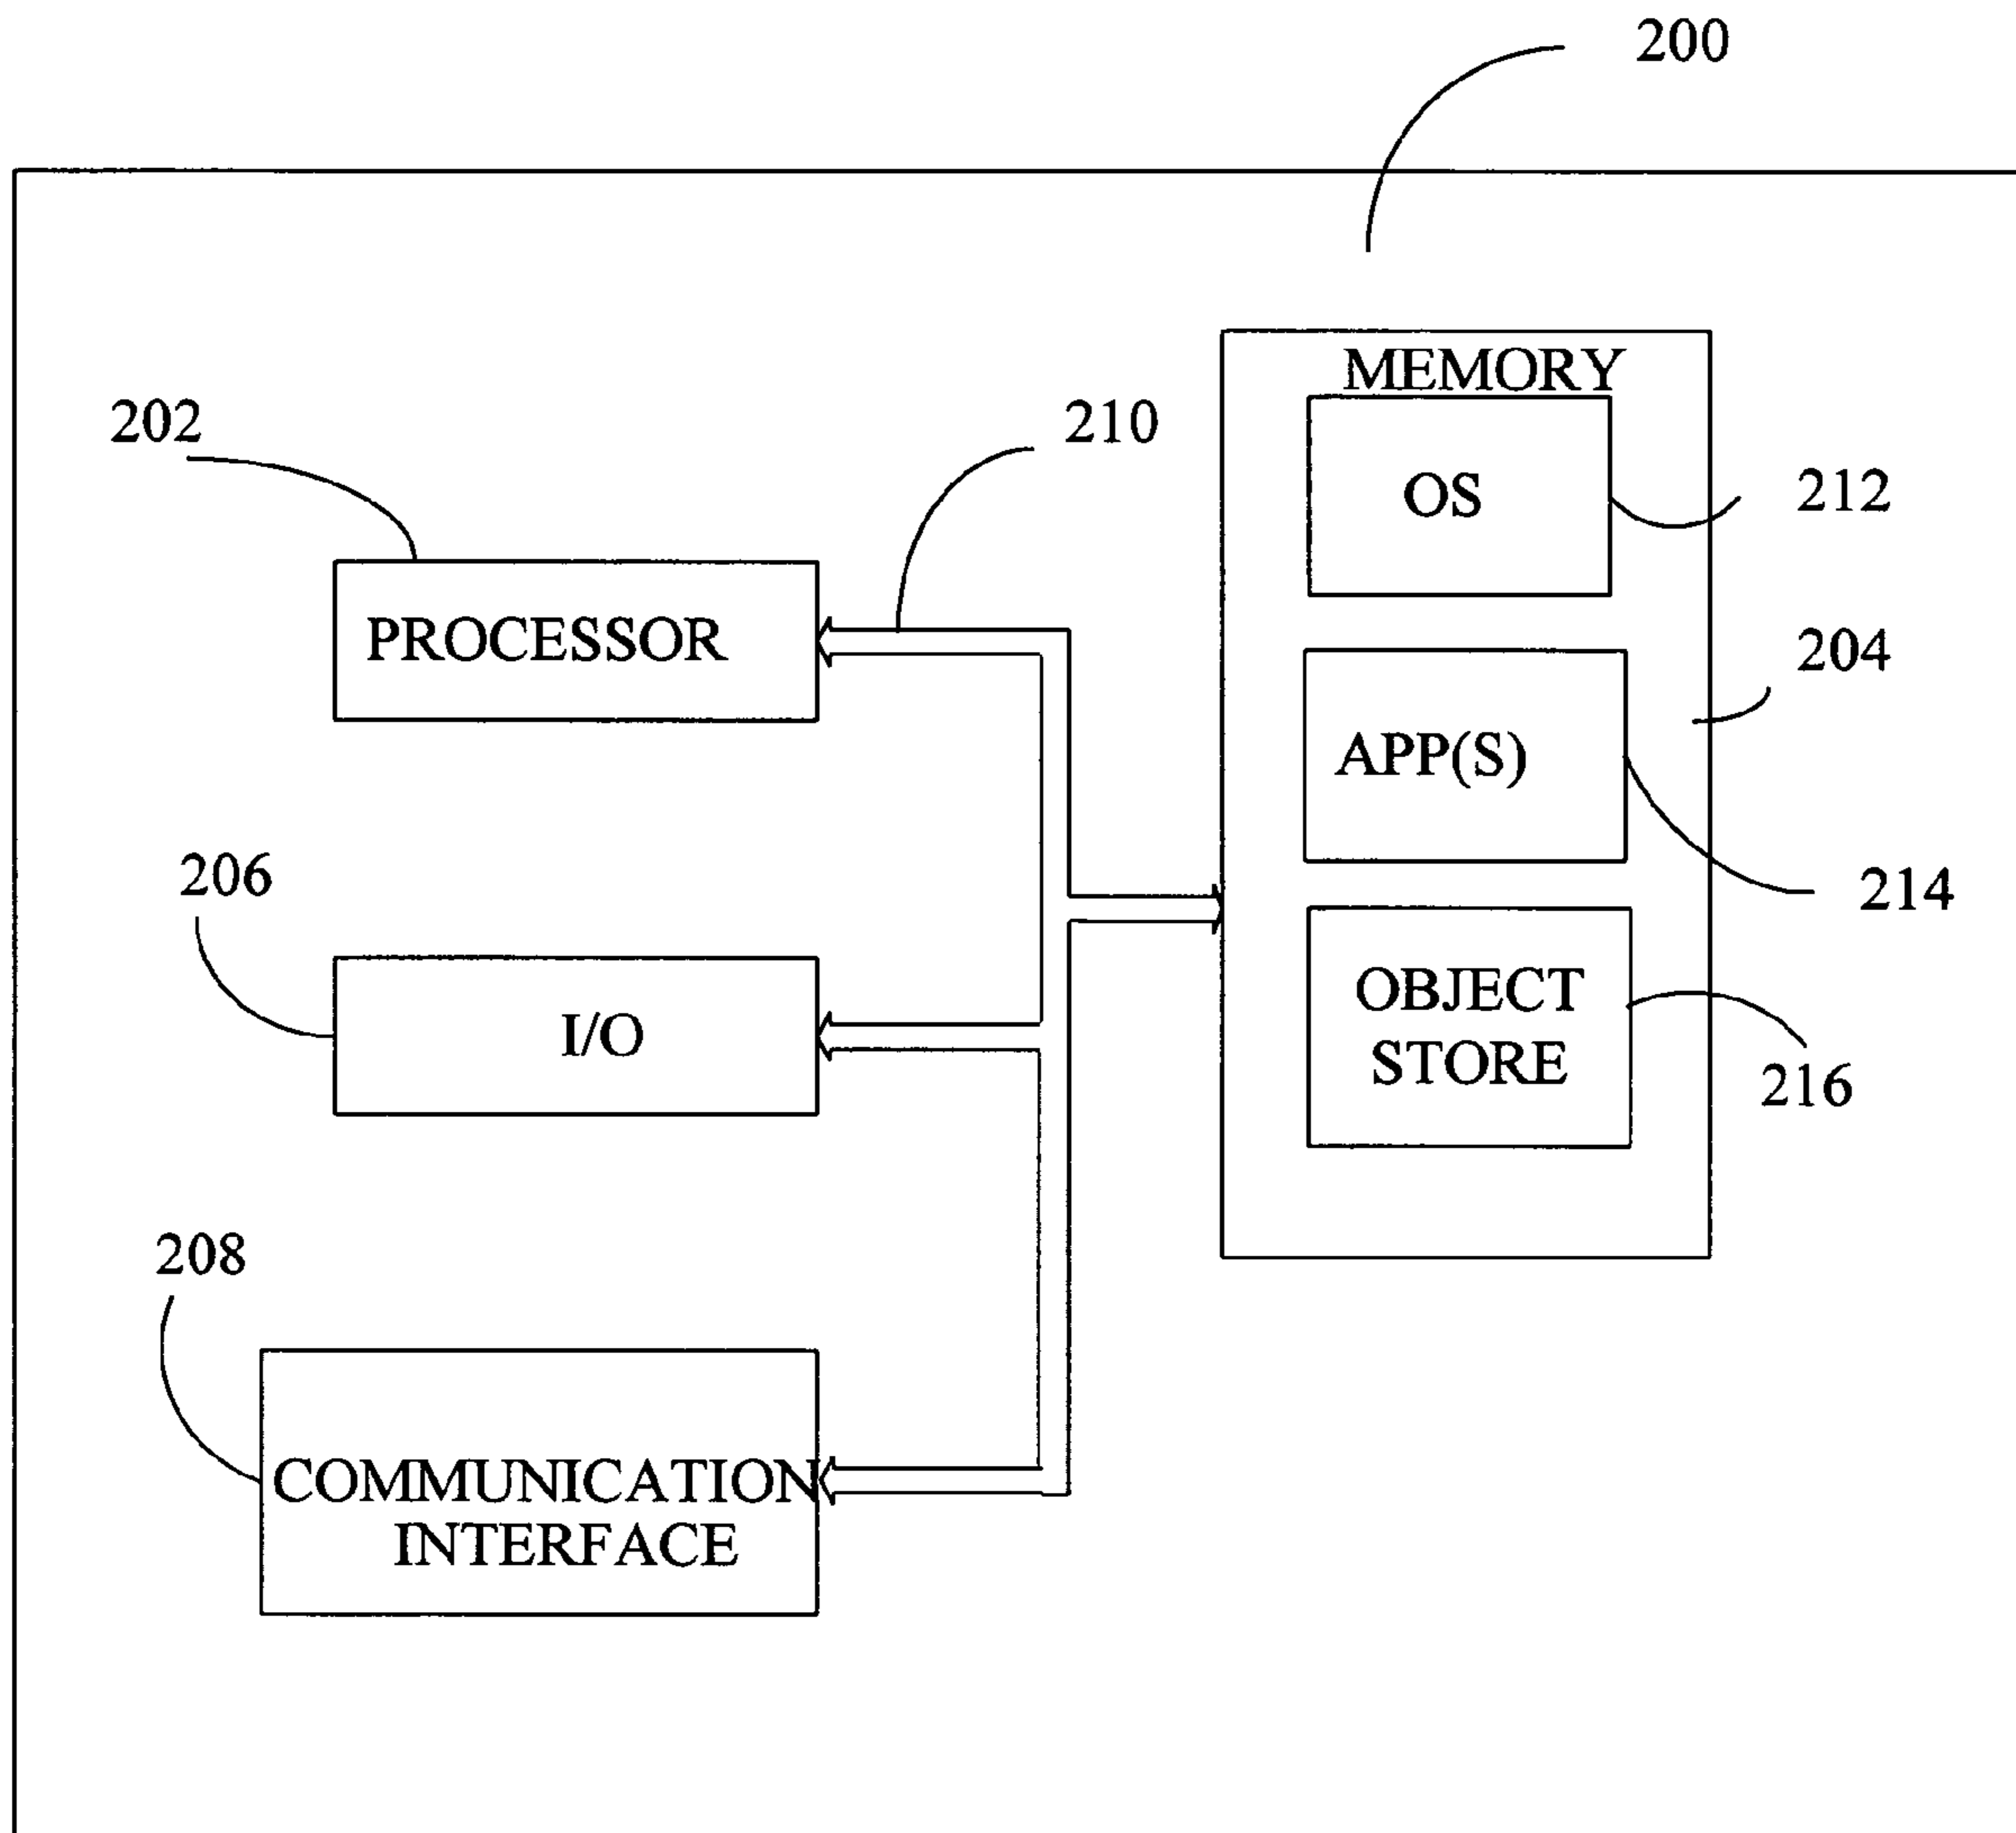 200
MEMORY
202
210
OS
212
PROCESSOR
204
APP(S)
206
214
OBJECT
STORE
I/O
216
208
COMMUNICATION
INTERFACE